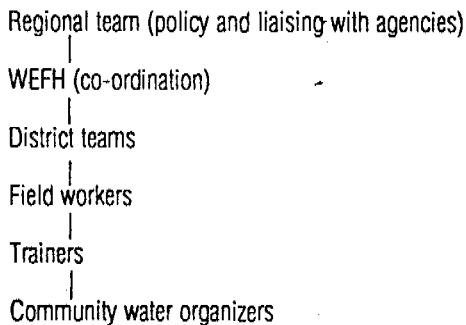 Regional team (policy and liaising with agencies)
WEFH (co-ordination)
District teams
Field workers
Trainers
Community water organizers